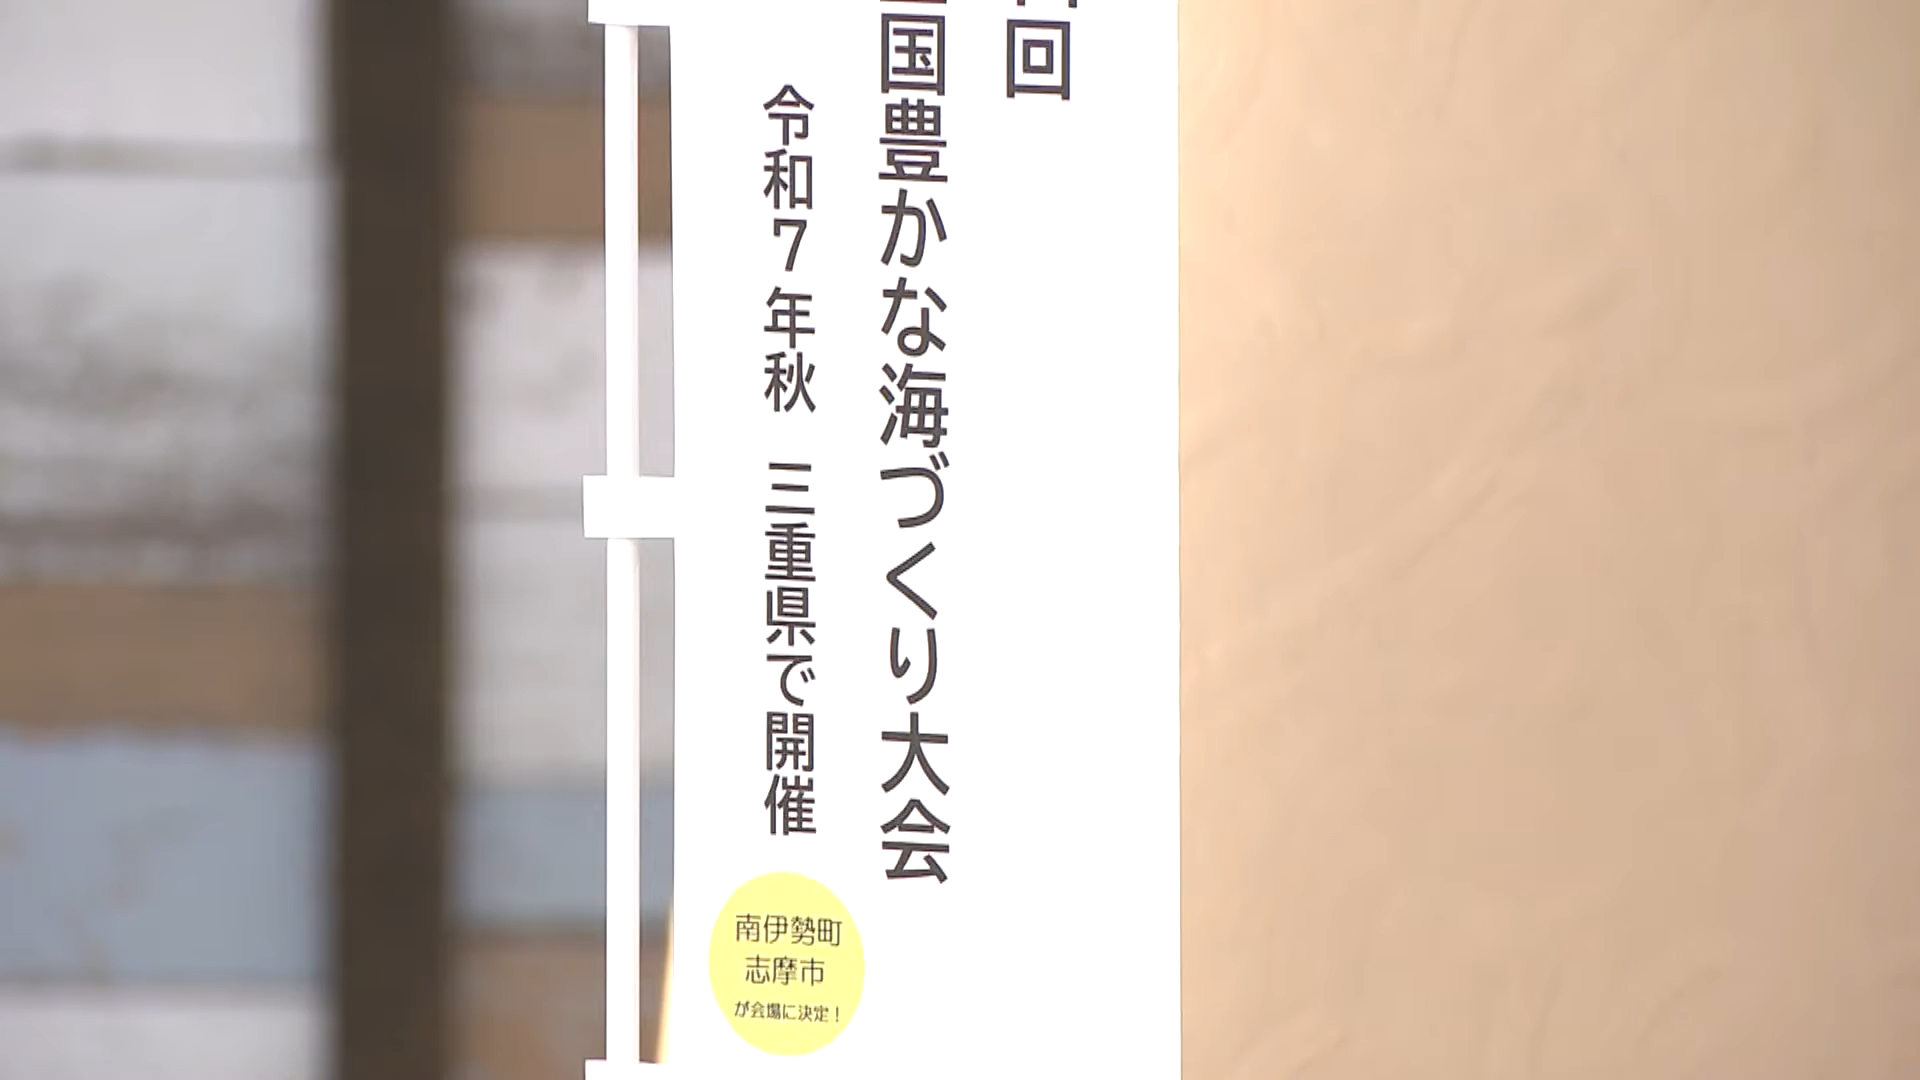 回
国豊かな海づくり大会
令和7年秋 三重県で開催
南伊勢町
志摩市
が会場に決定！